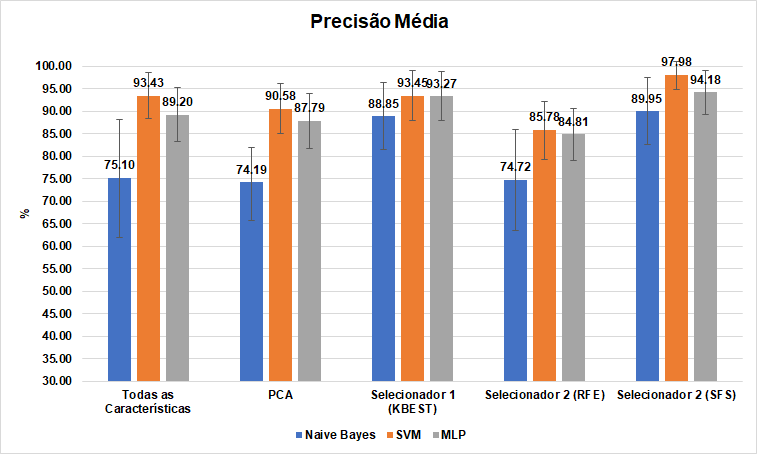 Precisão Média
100.00
95.00
90.00
85.00
80.00
75.00
70.00
65.00
60.00
55.00
50.00
45.00
40.00
35.00
30.00
%
75.10
93.43
89.20
74.19
90.58
87.79
88.85
93.45
93.27
74.72
85.78
84.81
89.95
97.98
94.18
Todas as
Características
PCA
Selecionador 1
(KBEST)
Selecionador 2 (RFE)
Selecionador 2 (SFS)
Naive Bayes
SVM
MLP